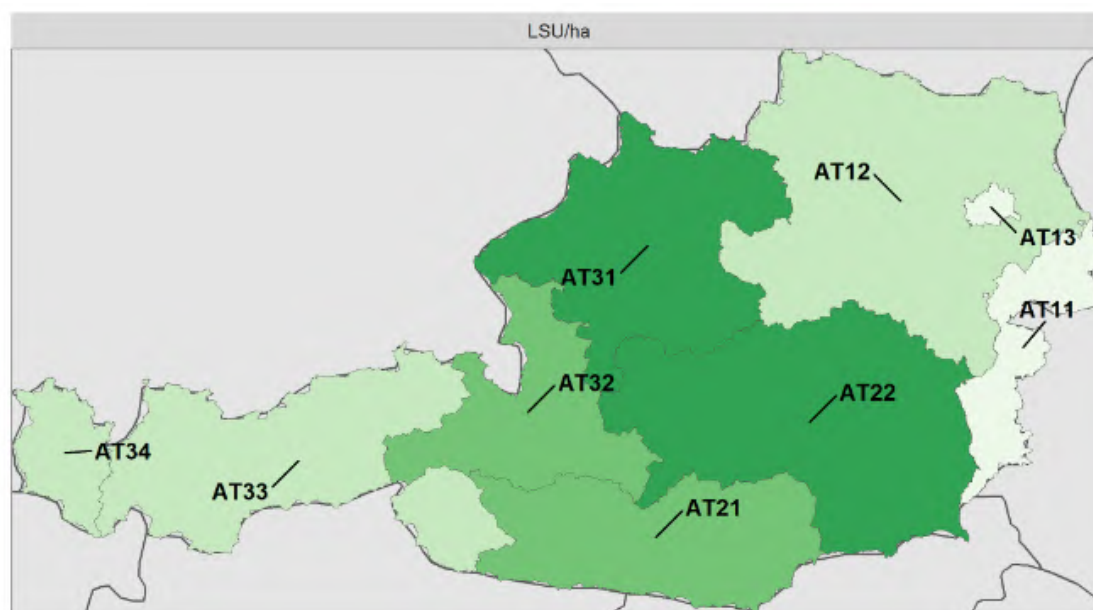 LSU/ha
AT12
AT13
AT31
AT11
AT32
AT22
AT34
AT33
AT21